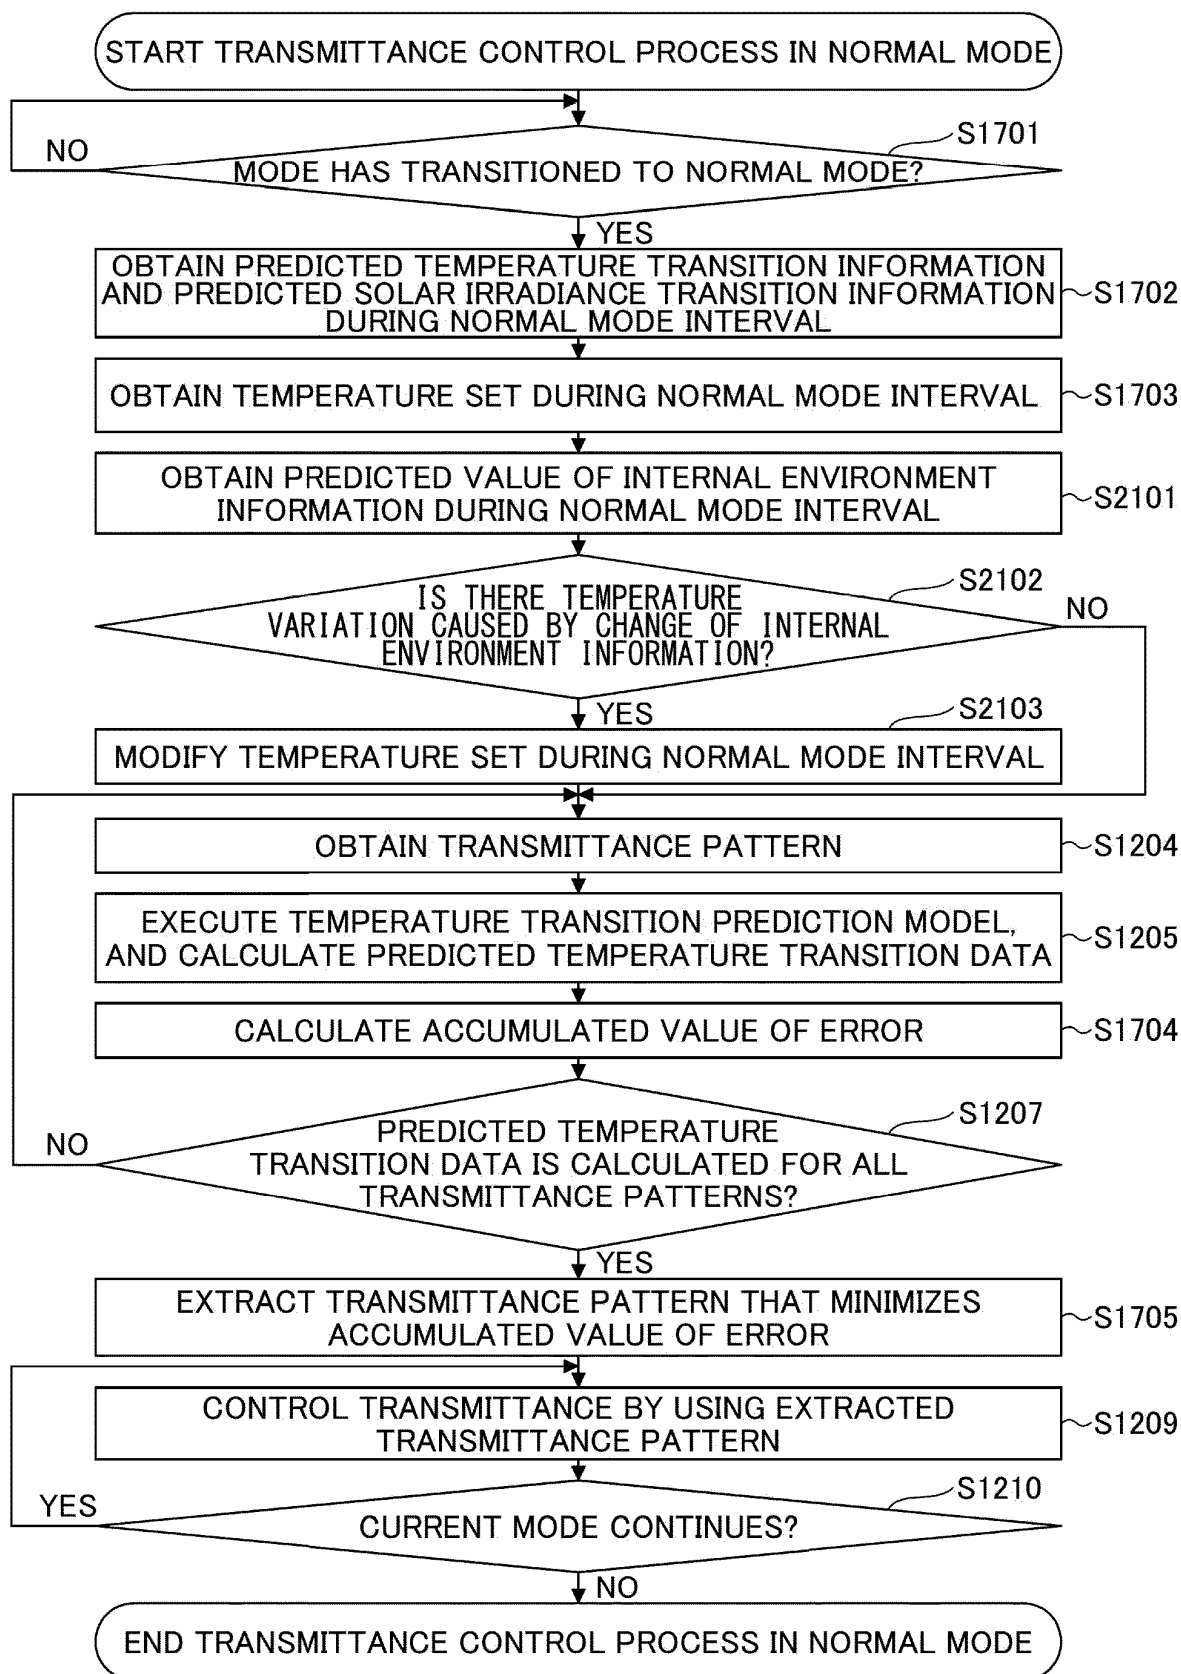 START TRANSMITTANCE CONTROL PROCESS IN NORMAL MODE
S1701
NO
MODE HAS TRANSITIONED TO NORMAL MODE?
YES
OBTAIN PREDICTED TEMPERATURE TRANSITION INFORMATION
AND PREDICTED SOLAR IRRADIANCE TRANSITION INFORMATION
DURING NORMAL MODE INTERVAL
S1702
OBTAIN TEMPERATURE SET DURING NORMAL MODE INTERVAL
S1703
OBTAIN PREDICTED VALUE OF INTERNAL ENVIRONMENT
INFORMATION DURING NORMAL MODE INTERVAL
S2101
S2102
IS THERE TEMPERATURE
VARIATION CAUSED BY CHANGE OF INTERNAL
ENVIRONMENT INFORMATION?
NO
YES
S2103
MODIFY TEMPERATURE SET DURING NORMAL MODE INTERVAL
OBTAIN TRANSMITTANCE PATTERN
S1204
EXECUTE TEMPERATURE TRANSITION PREDICTION MODEL,
AND CALCULATE PREDICTED TEMPERATURE TRANSITION DATA
S1205
CALCULATE ACCUMULATED VALUE OF ERROR
S1704
S1207
NO
PREDICTED TEMPERATURE
TRANSITION DATA IS CALCULATED FOR ALL
TRANSMITTANCE PATTERNS?
YES
EXTRACT TRANSMITTANCE PATTERN THAT MINIMIZES
ACCUMULATED VALUE OF ERROR
S1705
CONTROL TRANSMITTANCE BY USING EXTRACTED
TRANSMITTANCE PATTERN
S1209
S1210
YES
CURRENT MODE CONTINUES?
NO
END TRANSMITTANCE CONTROL PROCESS IN NORMAL MODE